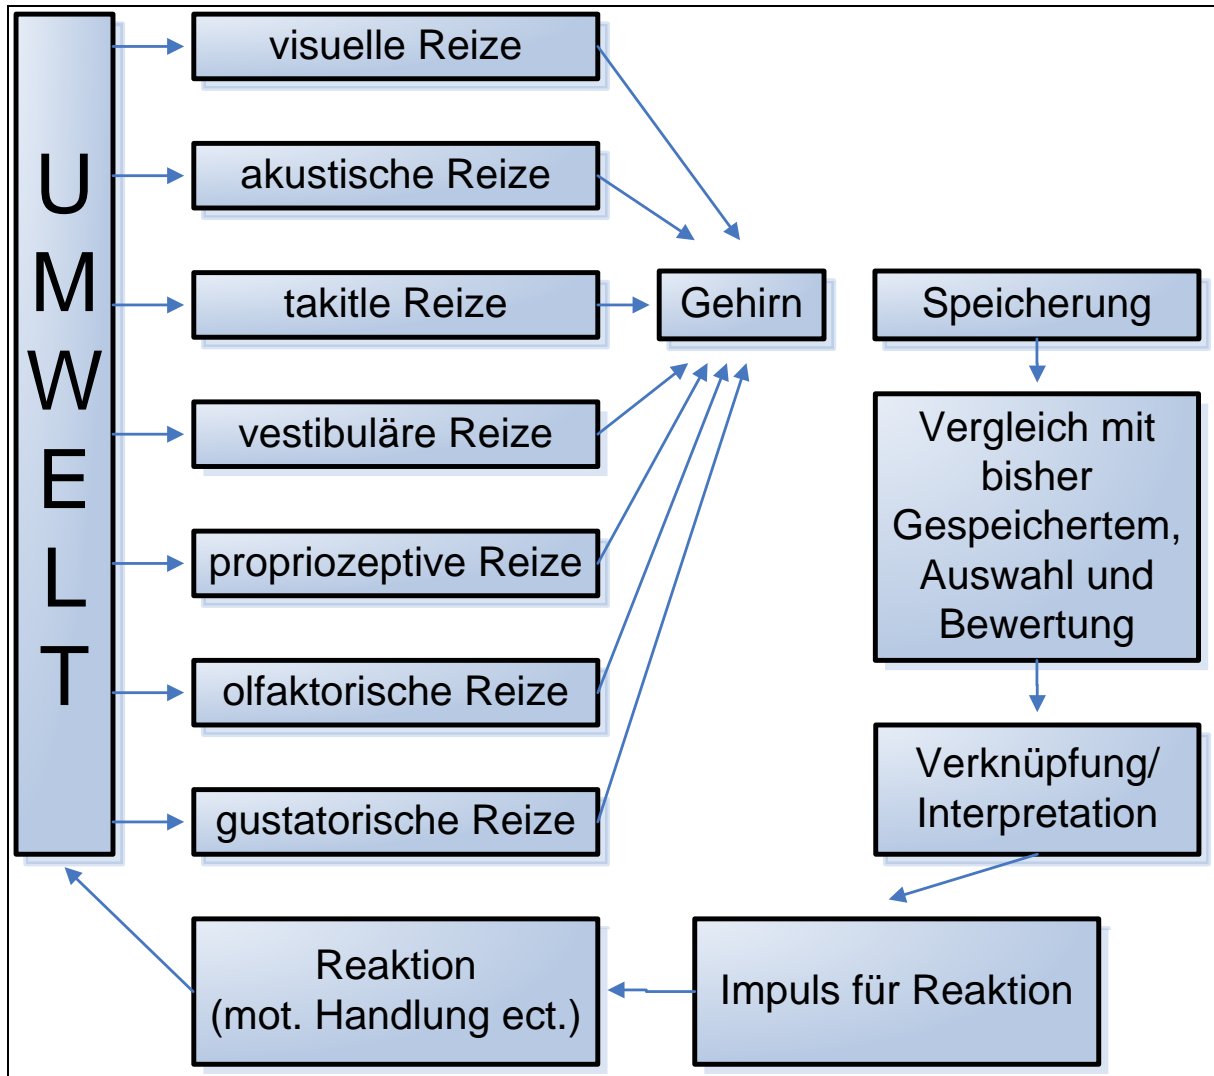 UMWELT
visuelle Reize
akustische Reize
takitle Reize
vestibuläre Reize
propriozeptive Reize
olfaktorische Reize
gustatorische Reize
Gehirn
Speicherung
Vergleich mit
bisher
Gespeichertem,
Auswahl und
Bewertung
Verknüpfung/
Interpretation
Impuls für Reaktion
Reaktion
(mot. Handlung ect.)